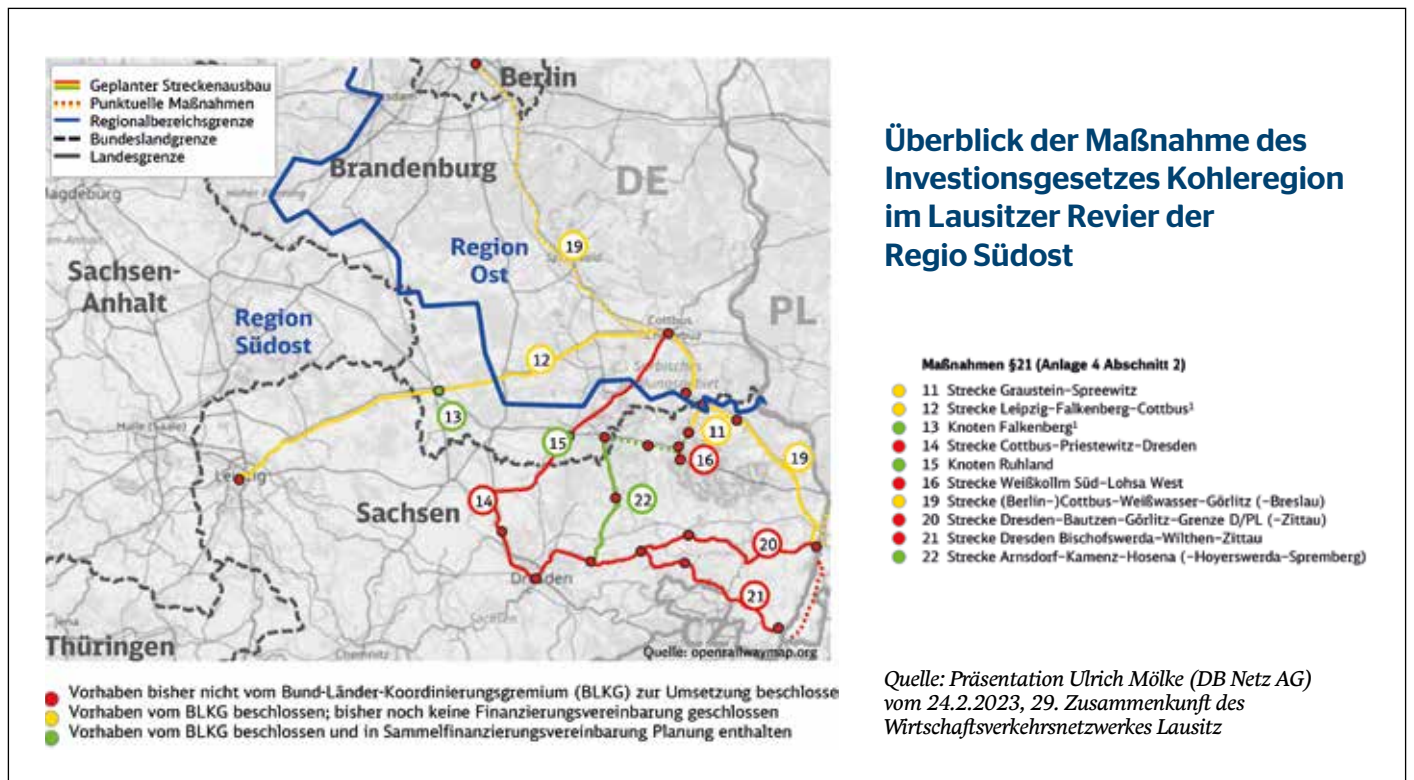 Geplanter Streckenausbau
Punktuelle Maßnahmen
Regionalbereichsgrenze
Bundeslandgrenze
Landesgrenze
Berlin
Brandenburg
DE
PL
Region
Ost
19
Sachsen-
Anhalt
Region
Südost
Cottbus
12
13
Halle (Saale)
Leipzig
15
11
16
19
14
22
Sachsen
20
Dresden
21
CZ
Jena
Thüringen
Chemnitz
Quelle: openrailwaymap.org
Vorhaben bisher nicht vom Bund-Länder-Koordinierungsgremium (BLKG) zur Umsetzung beschlosse
Vorhaben vom BLKG beschlossen; bisher noch keine Finanzierungsvereinbarung geschlossen
Vorhaben vom BLKG beschlossen und in Sammelfinanzierungsvereinbarung Planung enthalten
Überblick der Maßnahme des
Investionsgesetzes Kohleregion
im Lausitzer Revier der
Regio Südost
Maßnahmen §21 (Anlage 4 Abschnitt 2)
11 Strecke Graustein–Spreewitz
12 Strecke Leipzig–Falkenberg–Cottbus¹
13 Knoten Falkenberg¹
14 Strecke Cottbus–Priestewitz–Dresden
15 Knoten Ruhland
16 Strecke Weißkollm Süd–Lohsa West
19 Strecke (Berlin–)Cottbus–Weißwasser–Görlitz (–Breslau)
20 Strecke Dresden–Bautzen–Görlitz–Grenze D/PL (–Zittau)
21 Strecke Dresden Bischofswerda–Wilthen–Zittau
22 Strecke Arnsdorf–Kamenz–Hosena (–Hoyerswerda–Spremberg)
Quelle: Präsentation Ulrich Mölke (DB Netz AG)
vom 24.2.2023, 29. Zusammenkunft des
Wirtschaftsverkehrsnetzwerkes Lausitz